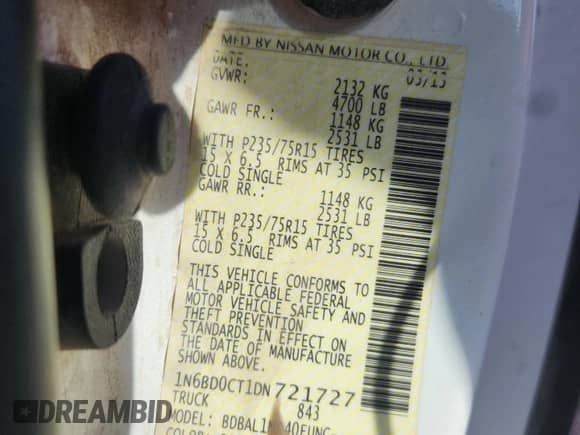 MFD BY NISSAN MOTOR CO., LTD.
DATE: 03/13
GVWR: 2132 KG
4700 LB
GAWR FR.: 1148 KG
2531 LB
WITH P235/75R15 TIRES
15 X 6.5 RIMS AT 35 PSI
COLD SINGLE
GAWR RR.: 1148 KG
2531 LB
WITH P235/75R15 TIRES
15 X 6.5 RIMS AT 35 PSI
COLD SINGLE
THIS VEHICLE CONFORMS TO
ALL APPLICABLE FEDERAL
MOTOR VEHICLE SAFETY AND
THEFT PREVENTION
STANDARDS IN EFFECT ON
THE DATE OF MANUFACTURE
SHOWN ABOVE.
1N6BD0CT1DN721727
TRUCK 843
MODEL:
DREAMBID
.COM